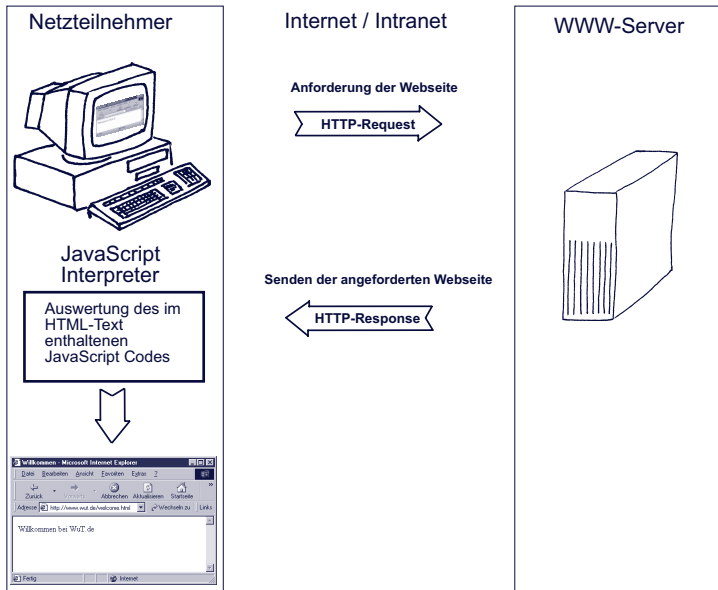 Netzteilnehmer
Internet / Intranet
WWW-Server
Anforderung der Webseite
HTTP-Request
JavaScript
Interpreter
Senden der angeforderten Webseite
HTTP-Response
Auswertung des im
HTML-Text
enthaltenen
JavaScript Codes
Willkommen - Microsoft Internet Explorer
Datei Bearbeiten Ansicht Favoriten Extras ?
Zurück Vorwärts Abbrechen Aktualisieren Startseite »
Adresse http://www.wut.de/welcome.html Wechseln zu Links
Willkommen bei WuT.de
Fertig Internet